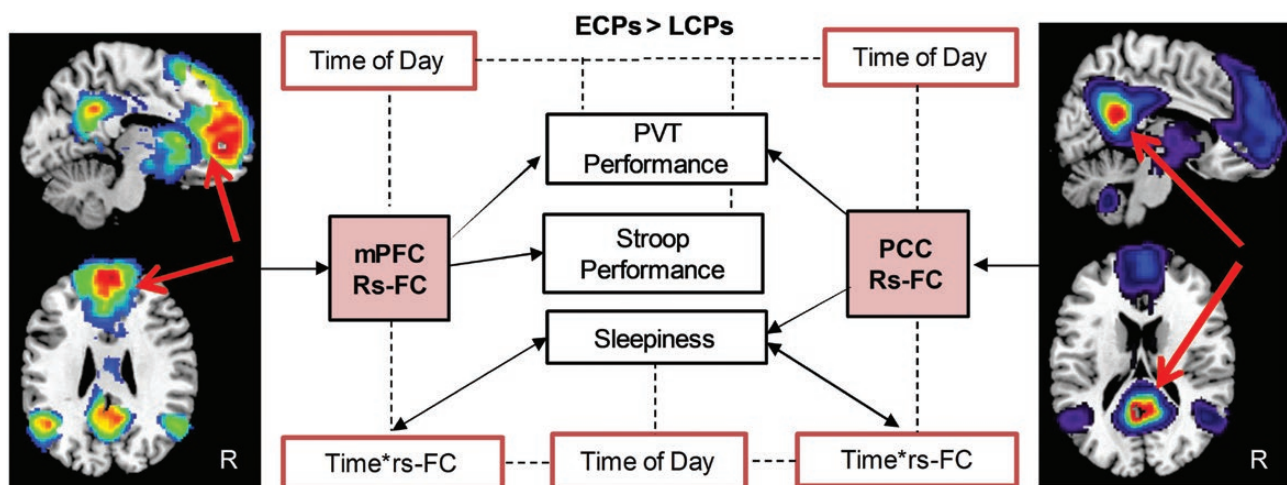 ECPs > LCPs
Time of Day
Time of Day
PVT
Performance
mPFC
Rs-FC
Stroop
Performance
PCC
Rs-FC
Sleepiness
R
Time*rs-FC
Time of Day
Time*rs-FC
R